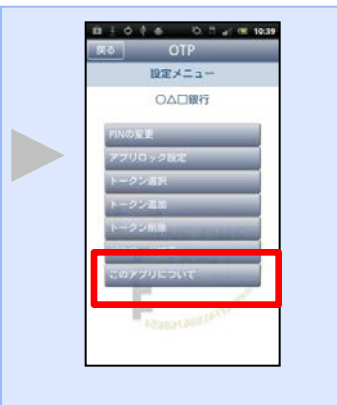 10:39
戻る OTP
設定メニュー
〇△□銀行
PINの変更
アプリロック設定
トークン選択
トークン追加
トークン削除
このアプリについて